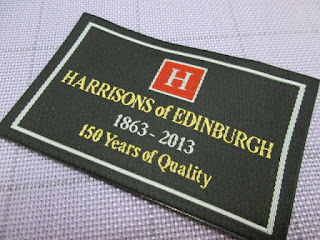 H
HARRISONS of EDINBURGH
1863 - 2013
150 Years of Quality